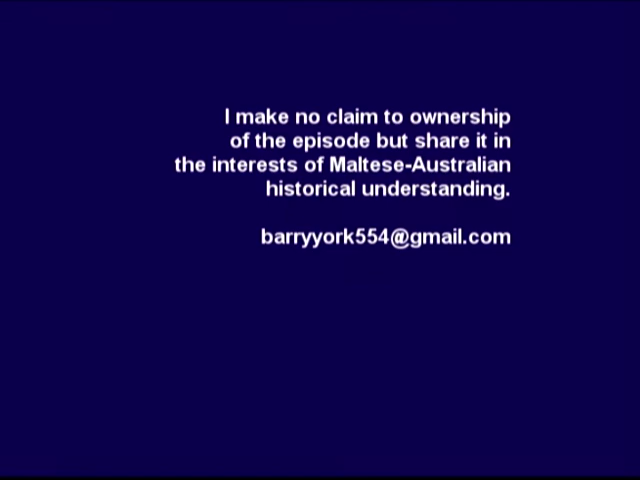 I make no claim to ownership
of the episode but share it in
the interests of Maltese-Australian
historical understanding.
barryyork554@gmail.com